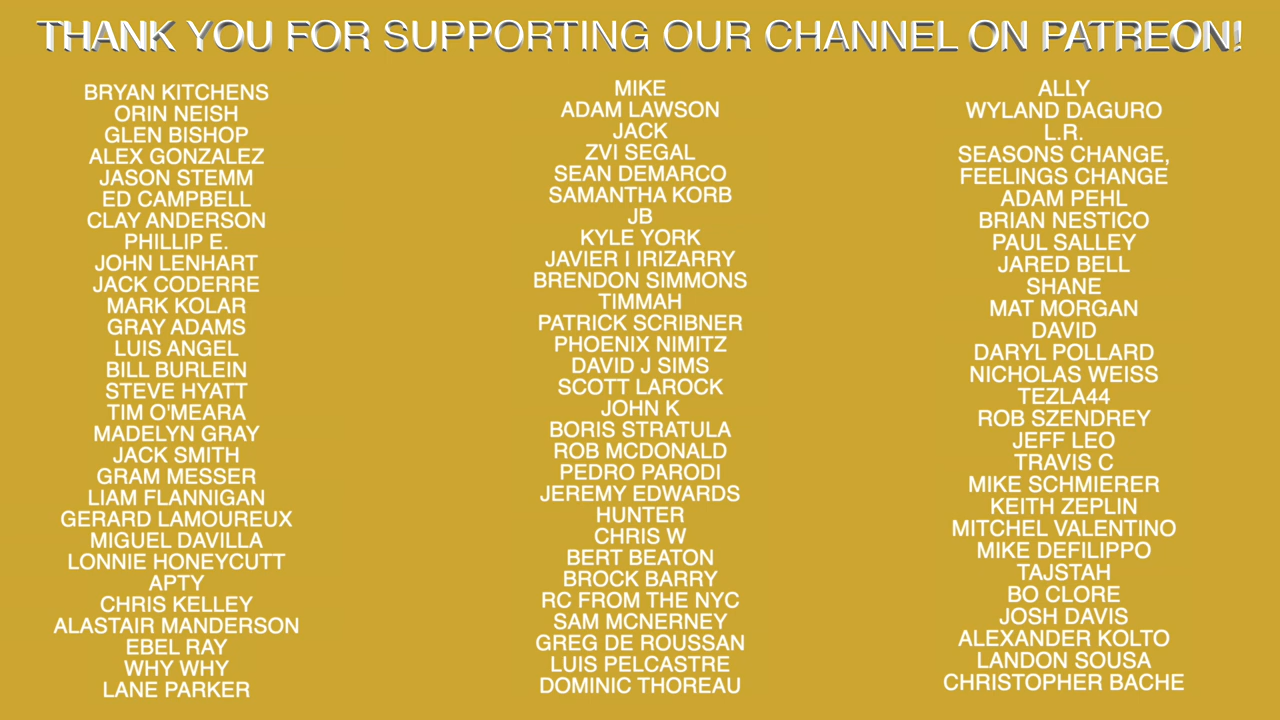 THANK YOU FOR SUPPORTING OUR CHANNEL ON PATREON!
BRYAN KITCHENS
ORIN NEISH
GLEN BISHOP
ALEX GONZALEZ
JASON STEMM
ED CAMPBELL
CLAY ANDERSON
PHILLIP E.
JOHN LENHART
JACK CODERRE
MARK KOLAR
GRAY ADAMS
LUIS ANGEL
BILL BURLEIN
STEVE HYATT
TIM O'MEARA
MADELYN GRAY
JACK SMITH
GRAM MESSER
LIAM FLANNIGAN
GERARD LAMOUREUX
MIGUEL DAVILLA
LONNIE HONEYCUTT
APTY
CHRIS KELLEY
ALASTAIR MANDERSON
EBEL RAY
WHY WHY
LANE PARKER
MIKE
ADAM LAWSON
JACK
ZVI SEGAL
SEAN DEMARCO
SAMANTHA KORB
JB
KYLE YORK
JAVIER I IRIZARRY
BRENDON SIMMONS
TIMMAH
PATRICK SCRIBNER
PHOENIX NIMITZ
DAVID J SIMS
SCOTT LAROCK
JOHN K
BORIS STRATULA
ROB MCDONALD
PEDRO PARODI
JEREMY EDWARDS
HUNTER
CHRIS W
BERT BEATON
BROCK BARRY
RC FROM THE NYC
SAM MCNERNEY
GREG DE ROUSSAN
LUIS PELCASTRE
DOMINIC THOREAU
ALLY
WYLAND DAGURO
L.R.
SEASONS CHANGE,
FEELINGS CHANGE
ADAM PEHL
BRIAN NESTICO
PAUL SALLEY
JARED BELL
SHANE
MAT MORGAN
DAVID
DARYL POLLARD
NICHOLAS WEISS
TEZLA44
ROB SZENDREY
JEFF LEO
TRAVIS C
MIKE SCHMIERER
KEITH ZEPLIN
MITCHEL VALENTINO
MIKE DEFILIPPO
TAJSTAH
BO CLORE
JOSH DAVIS
ALEXANDER KOLTO
LANDON SOUSA
CHRISTOPHER BACHE